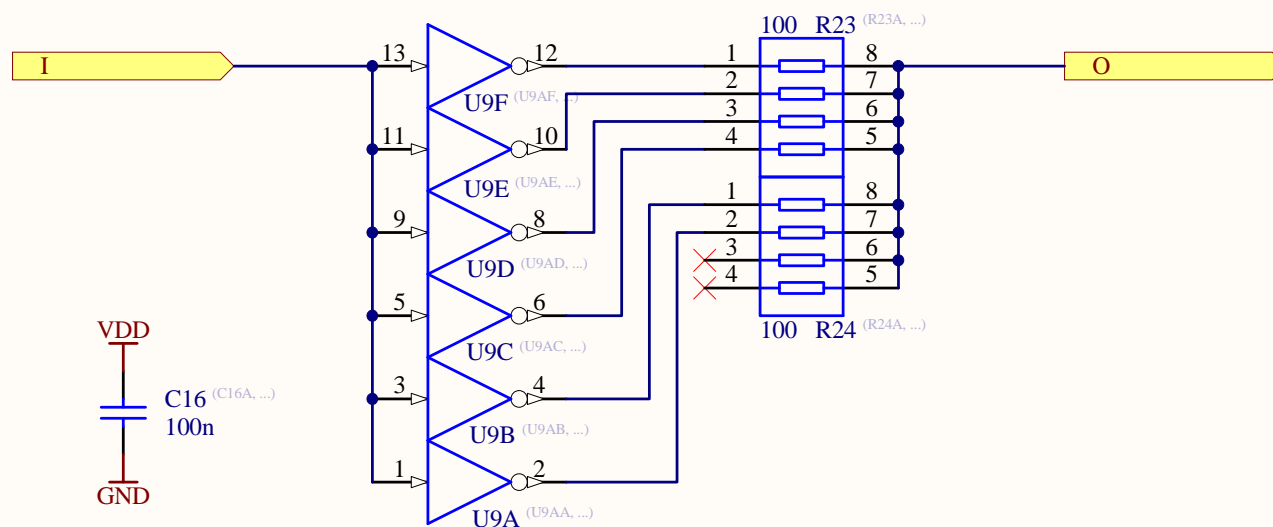 100 R23 (R23A, ...)
I
13
12
1
8
O
2
7
U9F (U9AF, ...)
3
6
11
10
4
5
U9E (U9AE, ...)
1
8
9
8
2
7
U9D (U9AD, ...)
3
6
4
5
5
6
100 R24 (R24A, ...)
VDD
U9C (U9AC, ...)
3
4
C16 (C16A, ...)
100n
U9B (U9AB, ...)
1
2
GND
U9A (U9AA, ...)